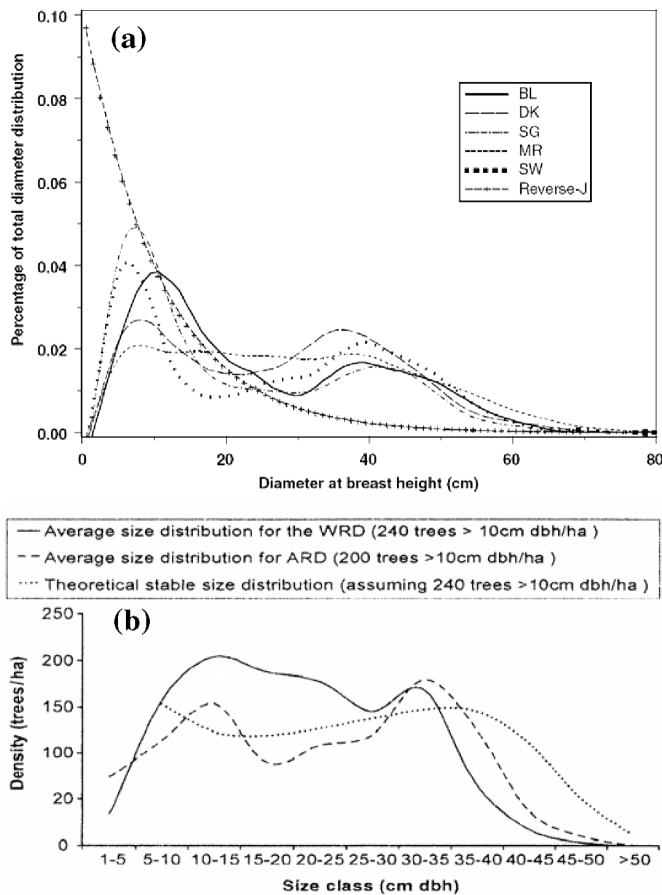 (a)
Percentage of total diameter distribution
0.10
0.08
0.06
0.04
0.02
0.00
BL
DK
SG
MR
SW
Reverse-J
0 20 40 60 80
Diameter at breast height (cm)
Average size distribution for the WRD (240 trees > 10cm dbh/ha )
Average size distribution for ARD (200 trees >10cm dbh/ha )
Theoretical stable size distribution (assuming 240 trees >10cm dbh/ha )
(b)
Density (trees/ha)
250
200
150
100
20
0
1-5 5-10 10-15 15-20 20-25 25-30 30-35 35-40 40-45 45-50 >50
Size class (cm dbh)